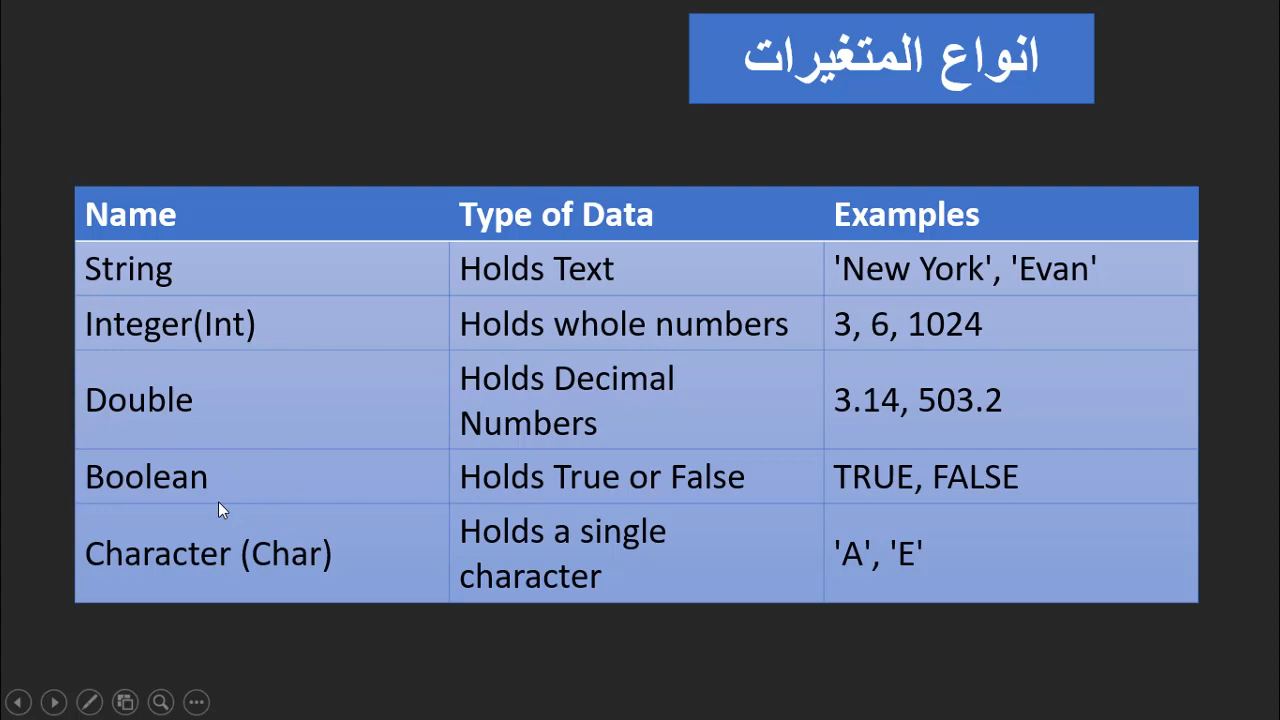 انواع المتغيرات
Name Type of Data Examples
String Holds Text 'New York', 'Evan'
Integer(Int) Holds whole numbers 3, 6, 1024
Double Holds Decimal Numbers 3.14, 503.2
Boolean Holds True or False TRUE, FALSE
Character (Char) Holds a single character 'A', 'E'